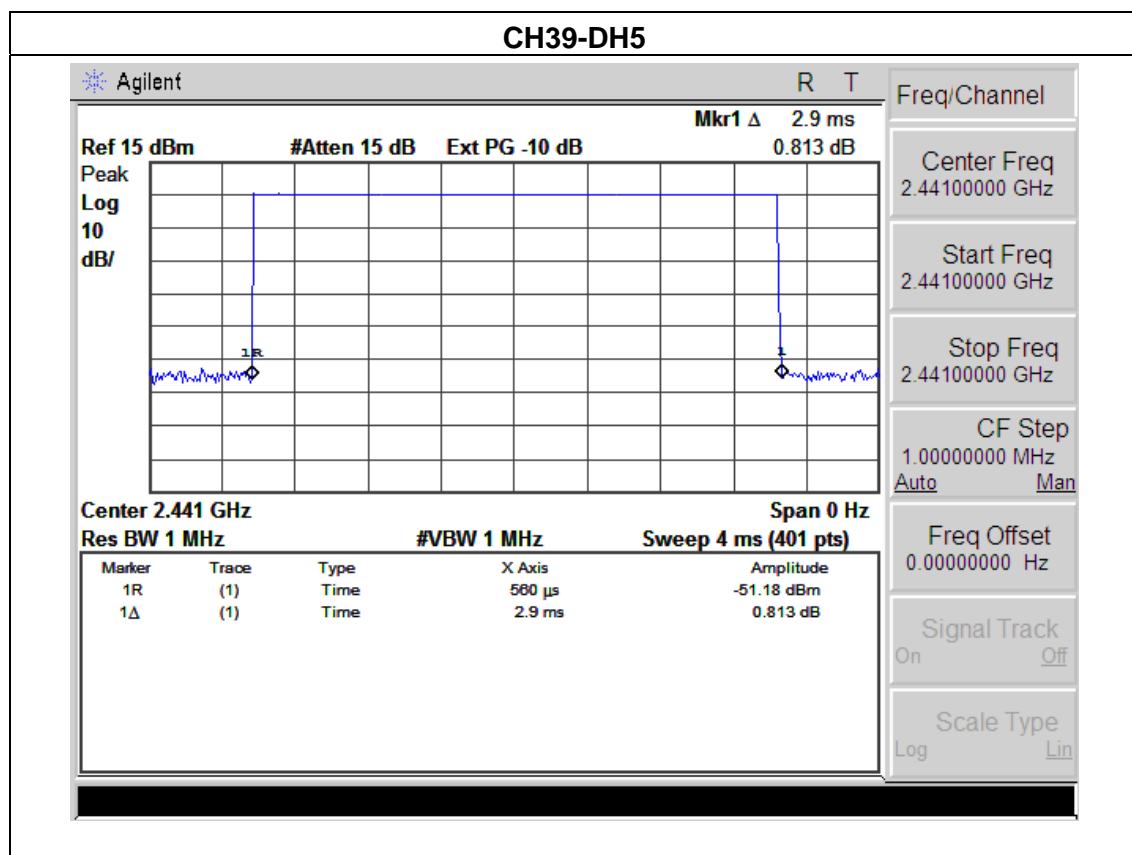 CH39-DH5
Agilent R T
Mkr1 Δ 2.9 ms
Ref 15 dBm #Atten 15 dB Ext PG -10 dB 0.813 dB
Peak
Log
10
dB/
1R
1
Center 2.441 GHz Span 0 Hz
Res BW 1 MHz #VBW 1 MHz Sweep 4 ms (401 pts)
Marker Trace Type X Axis Amplitude
1R (1) Time 560 µs -51.18 dBm
1Δ (1) Time 2.9 ms 0.813 dB
Freq/Channel
Center Freq
2.44100000 GHz
Start Freq
2.44100000 GHz
Stop Freq
2.44100000 GHz
CF Step
1.00000000 MHz
Auto Man
Freq Offset
0.00000000 Hz
Signal Track
On Off
Scale Type
Log Lin